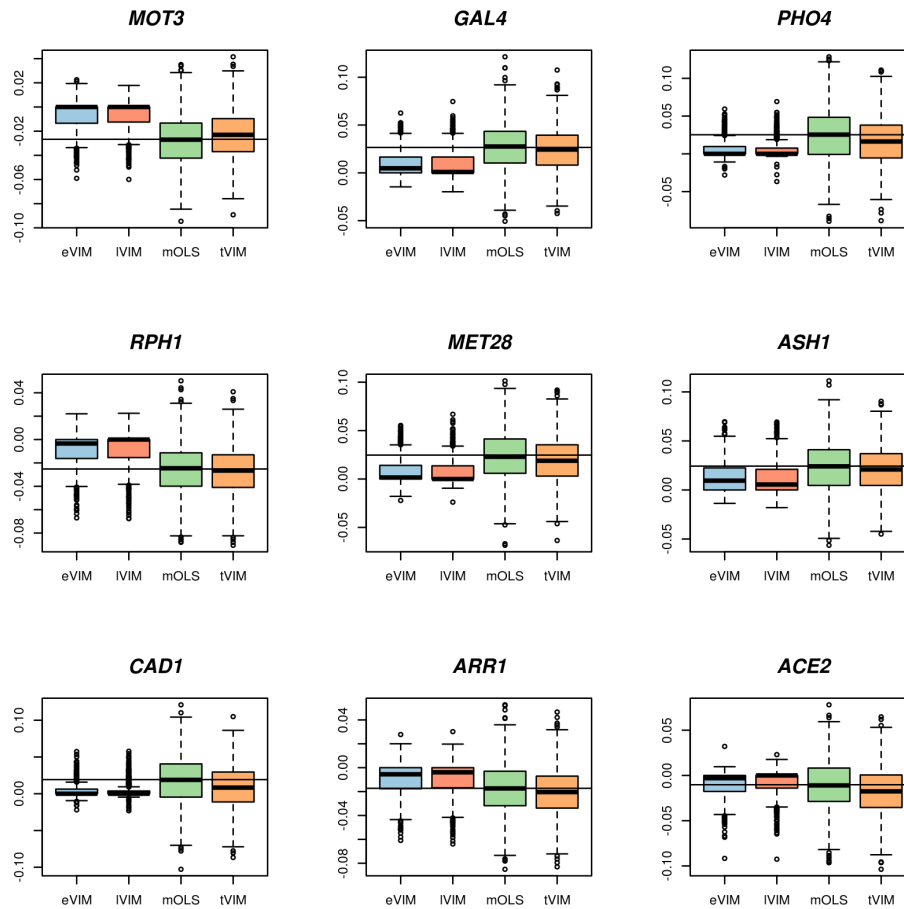 MOT3 GAL4 PHO4
0.02 -0.02 -0.06 -0.10
0.10 0.05 0.00 -0.05
0.10 0.05 0.00 -0.05
eVIM lVIM mOLS tVIM eVIM lVIM mOLS tVIM eVIM lVIM mOLS tVIM
RPH1 MET28 ASH1
0.04 0.00 -0.04 -0.08
0.10 0.05 0.00 -0.05
0.10 0.05 0.00 -0.05
eVIM lVIM mOLS tVIM eVIM lVIM mOLS tVIM eVIM lVIM mOLS tVIM
CAD1 ARR1 ACE2
0.10 0.00 -0.10
0.04 0.00 -0.04 -0.08
0.05 0.00 -0.05 -0.10
eVIM lVIM mOLS tVIM eVIM lVIM mOLS tVIM eVIM lVIM mOLS tVIM